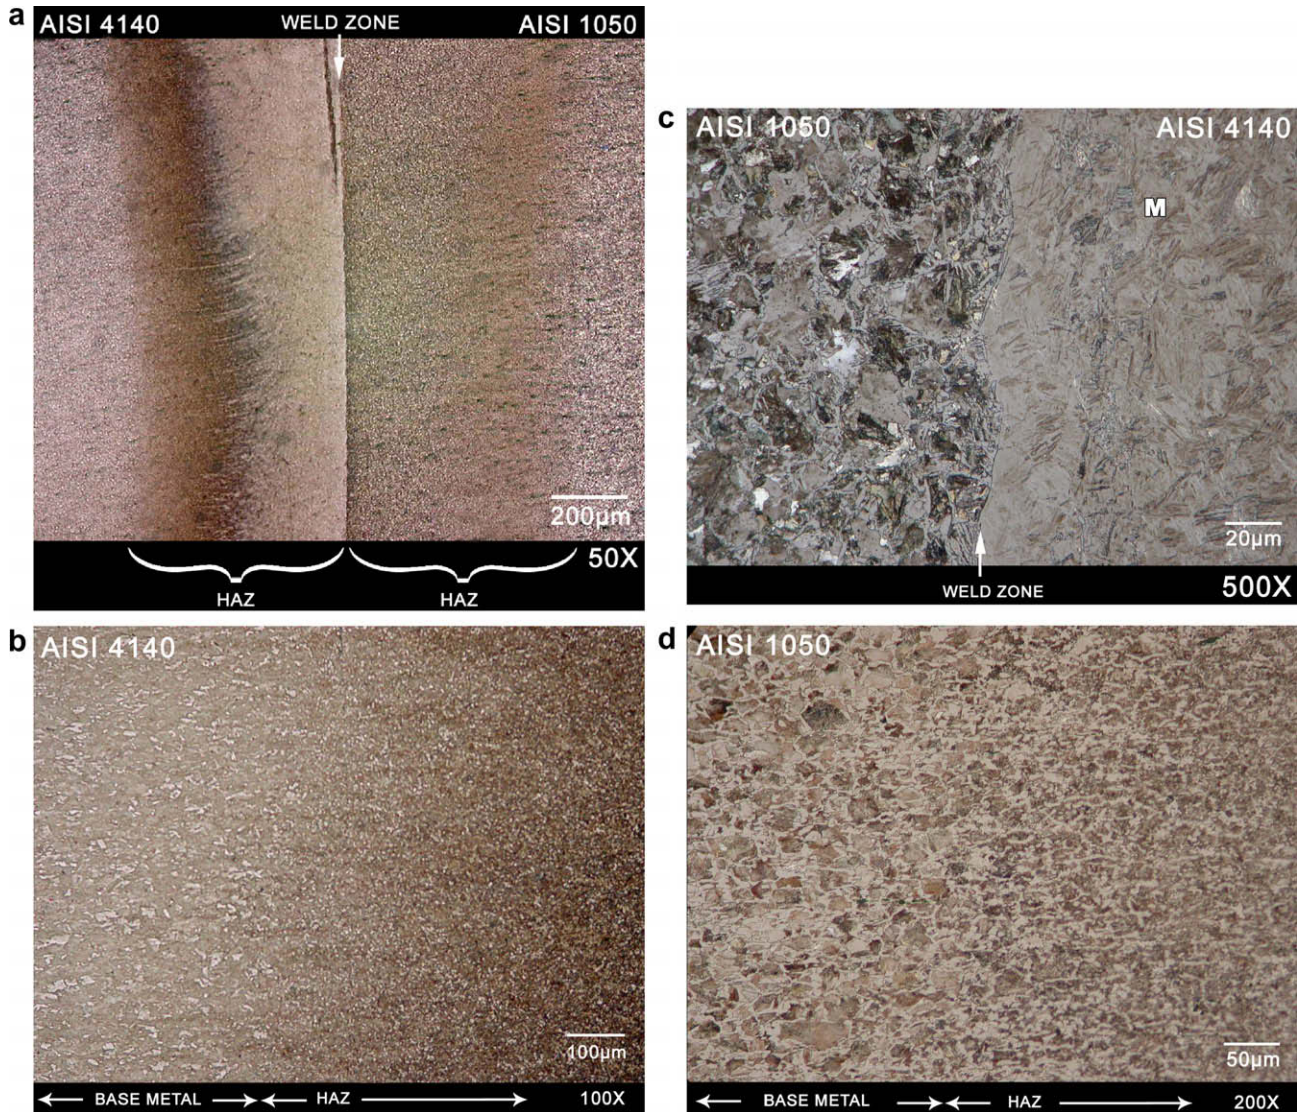 a
AISI 4140
WELD ZONE
AISI 1050
200µm
50X
HAZ
HAZ
b
AISI 4140
100µm
BASE METAL
HAZ
100X
c
AISI 1050
AISI 4140
M
20µm
WELD ZONE
500X
d
AISI 1050
50µm
BASE METAL
HAZ
200X